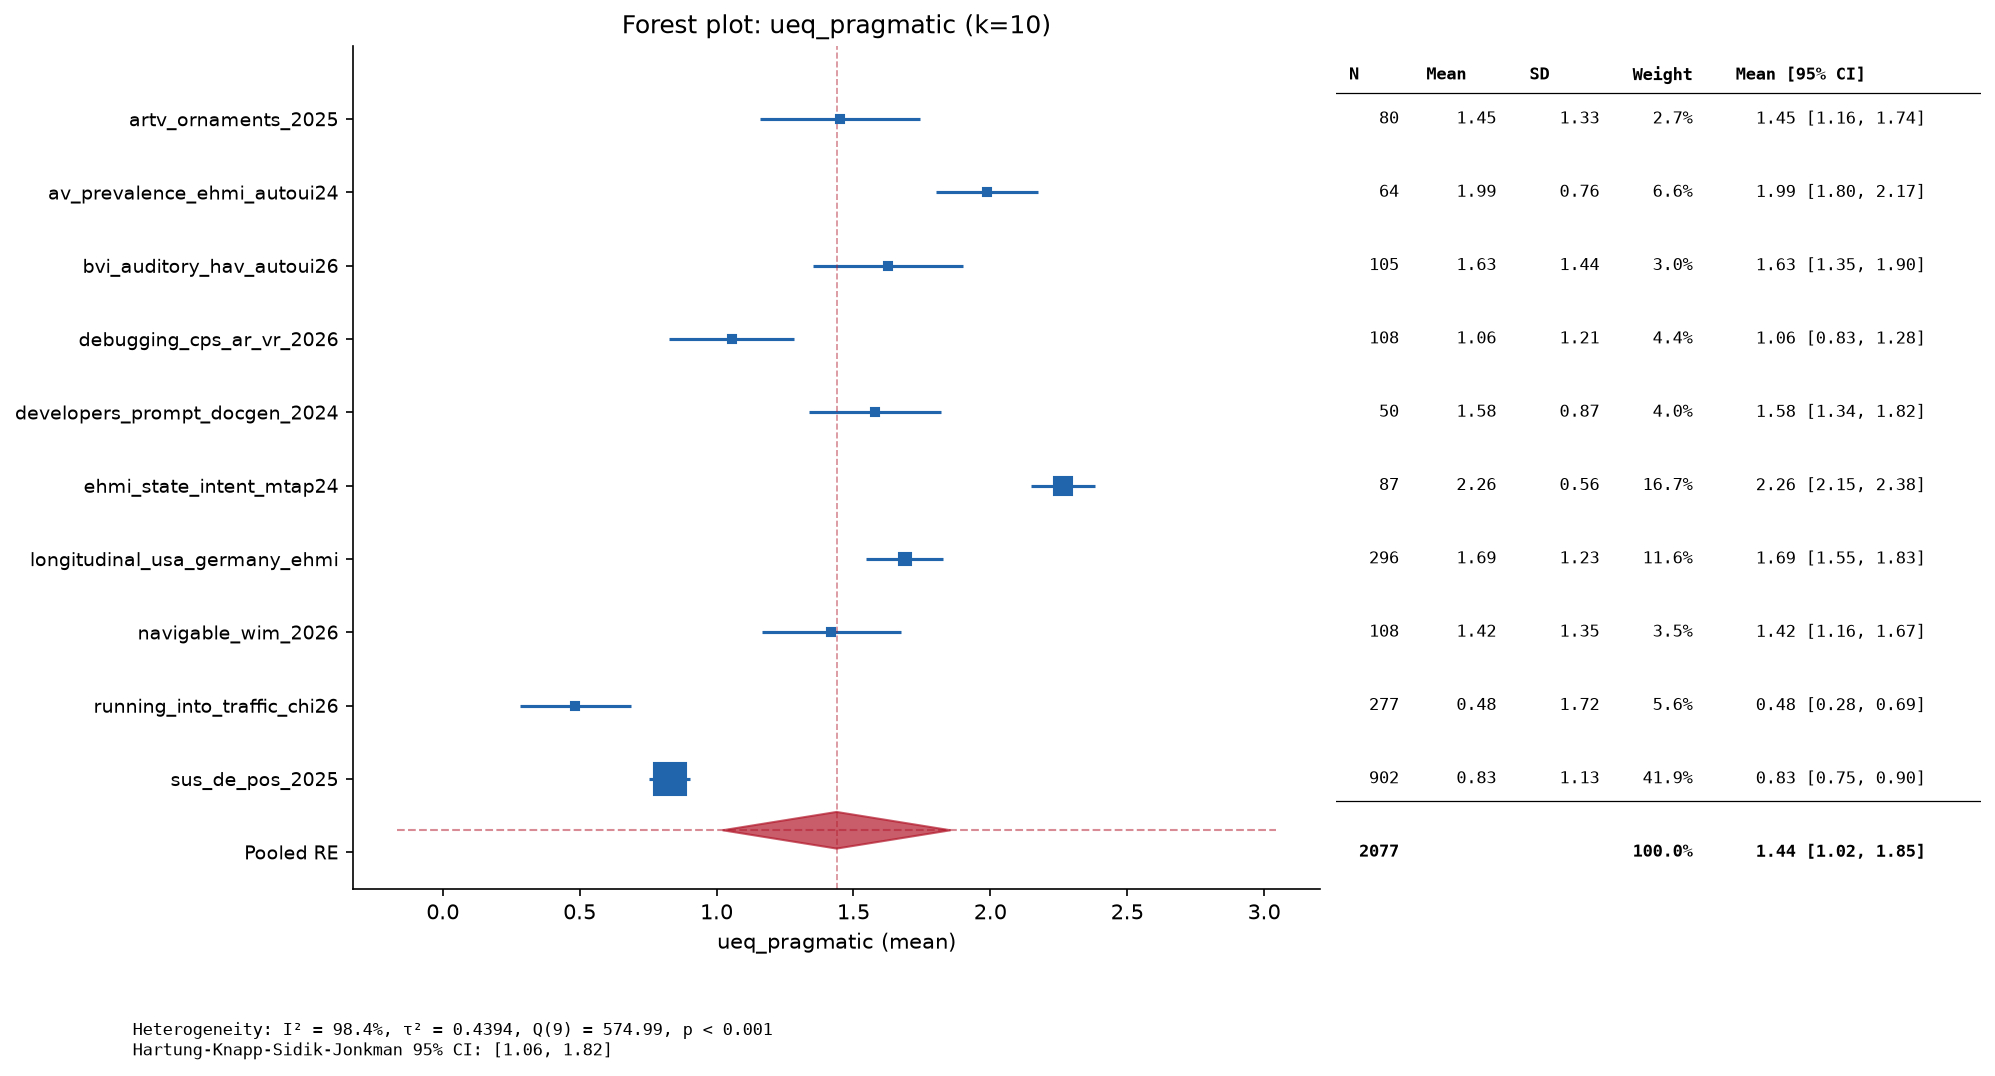 Forest plot: ueq_pragmatic (k=10)
N Mean SD Weight Mean [95% CI]
artv_ornaments_2025 80 1.45 1.33 2.7% 1.45 [1.16, 1.74]
av_prevalence_ehmi_autoui24 64 1.99 0.76 6.6% 1.99 [1.80, 2.17]
bvi_auditory_hav_autoui26 105 1.63 1.44 3.0% 1.63 [1.35, 1.90]
debugging_cps_ar_vr_2026 108 1.06 1.21 4.4% 1.06 [0.83, 1.28]
developers_prompt_docgen_2024 50 1.58 0.87 4.0% 1.58 [1.34, 1.82]
ehmi_state_intent_mtap24 87 2.26 0.56 16.7% 2.26 [2.15, 2.38]
longitudinal_usa_germany_ehmi 296 1.69 1.23 11.6% 1.69 [1.55, 1.83]
navigable_wim_2026 108 1.42 1.35 3.5% 1.42 [1.16, 1.67]
running_into_traffic_chi26 277 0.48 1.72 5.6% 0.48 [0.28, 0.69]
sus_de_pos_2025 902 0.83 1.13 41.9% 0.83 [0.75, 0.90]
Pooled RE 2077 100.0% 1.44 [1.02, 1.85]
0.0 0.5 1.0 1.5 2.0 2.5 3.0
ueq_pragmatic (mean)
Heterogeneity: I² = 98.4%, τ² = 0.4394, Q(9) = 574.99, p < 0.001
Hartung-Knapp-Sidik-Jonkman 95% CI: [1.06, 1.82]